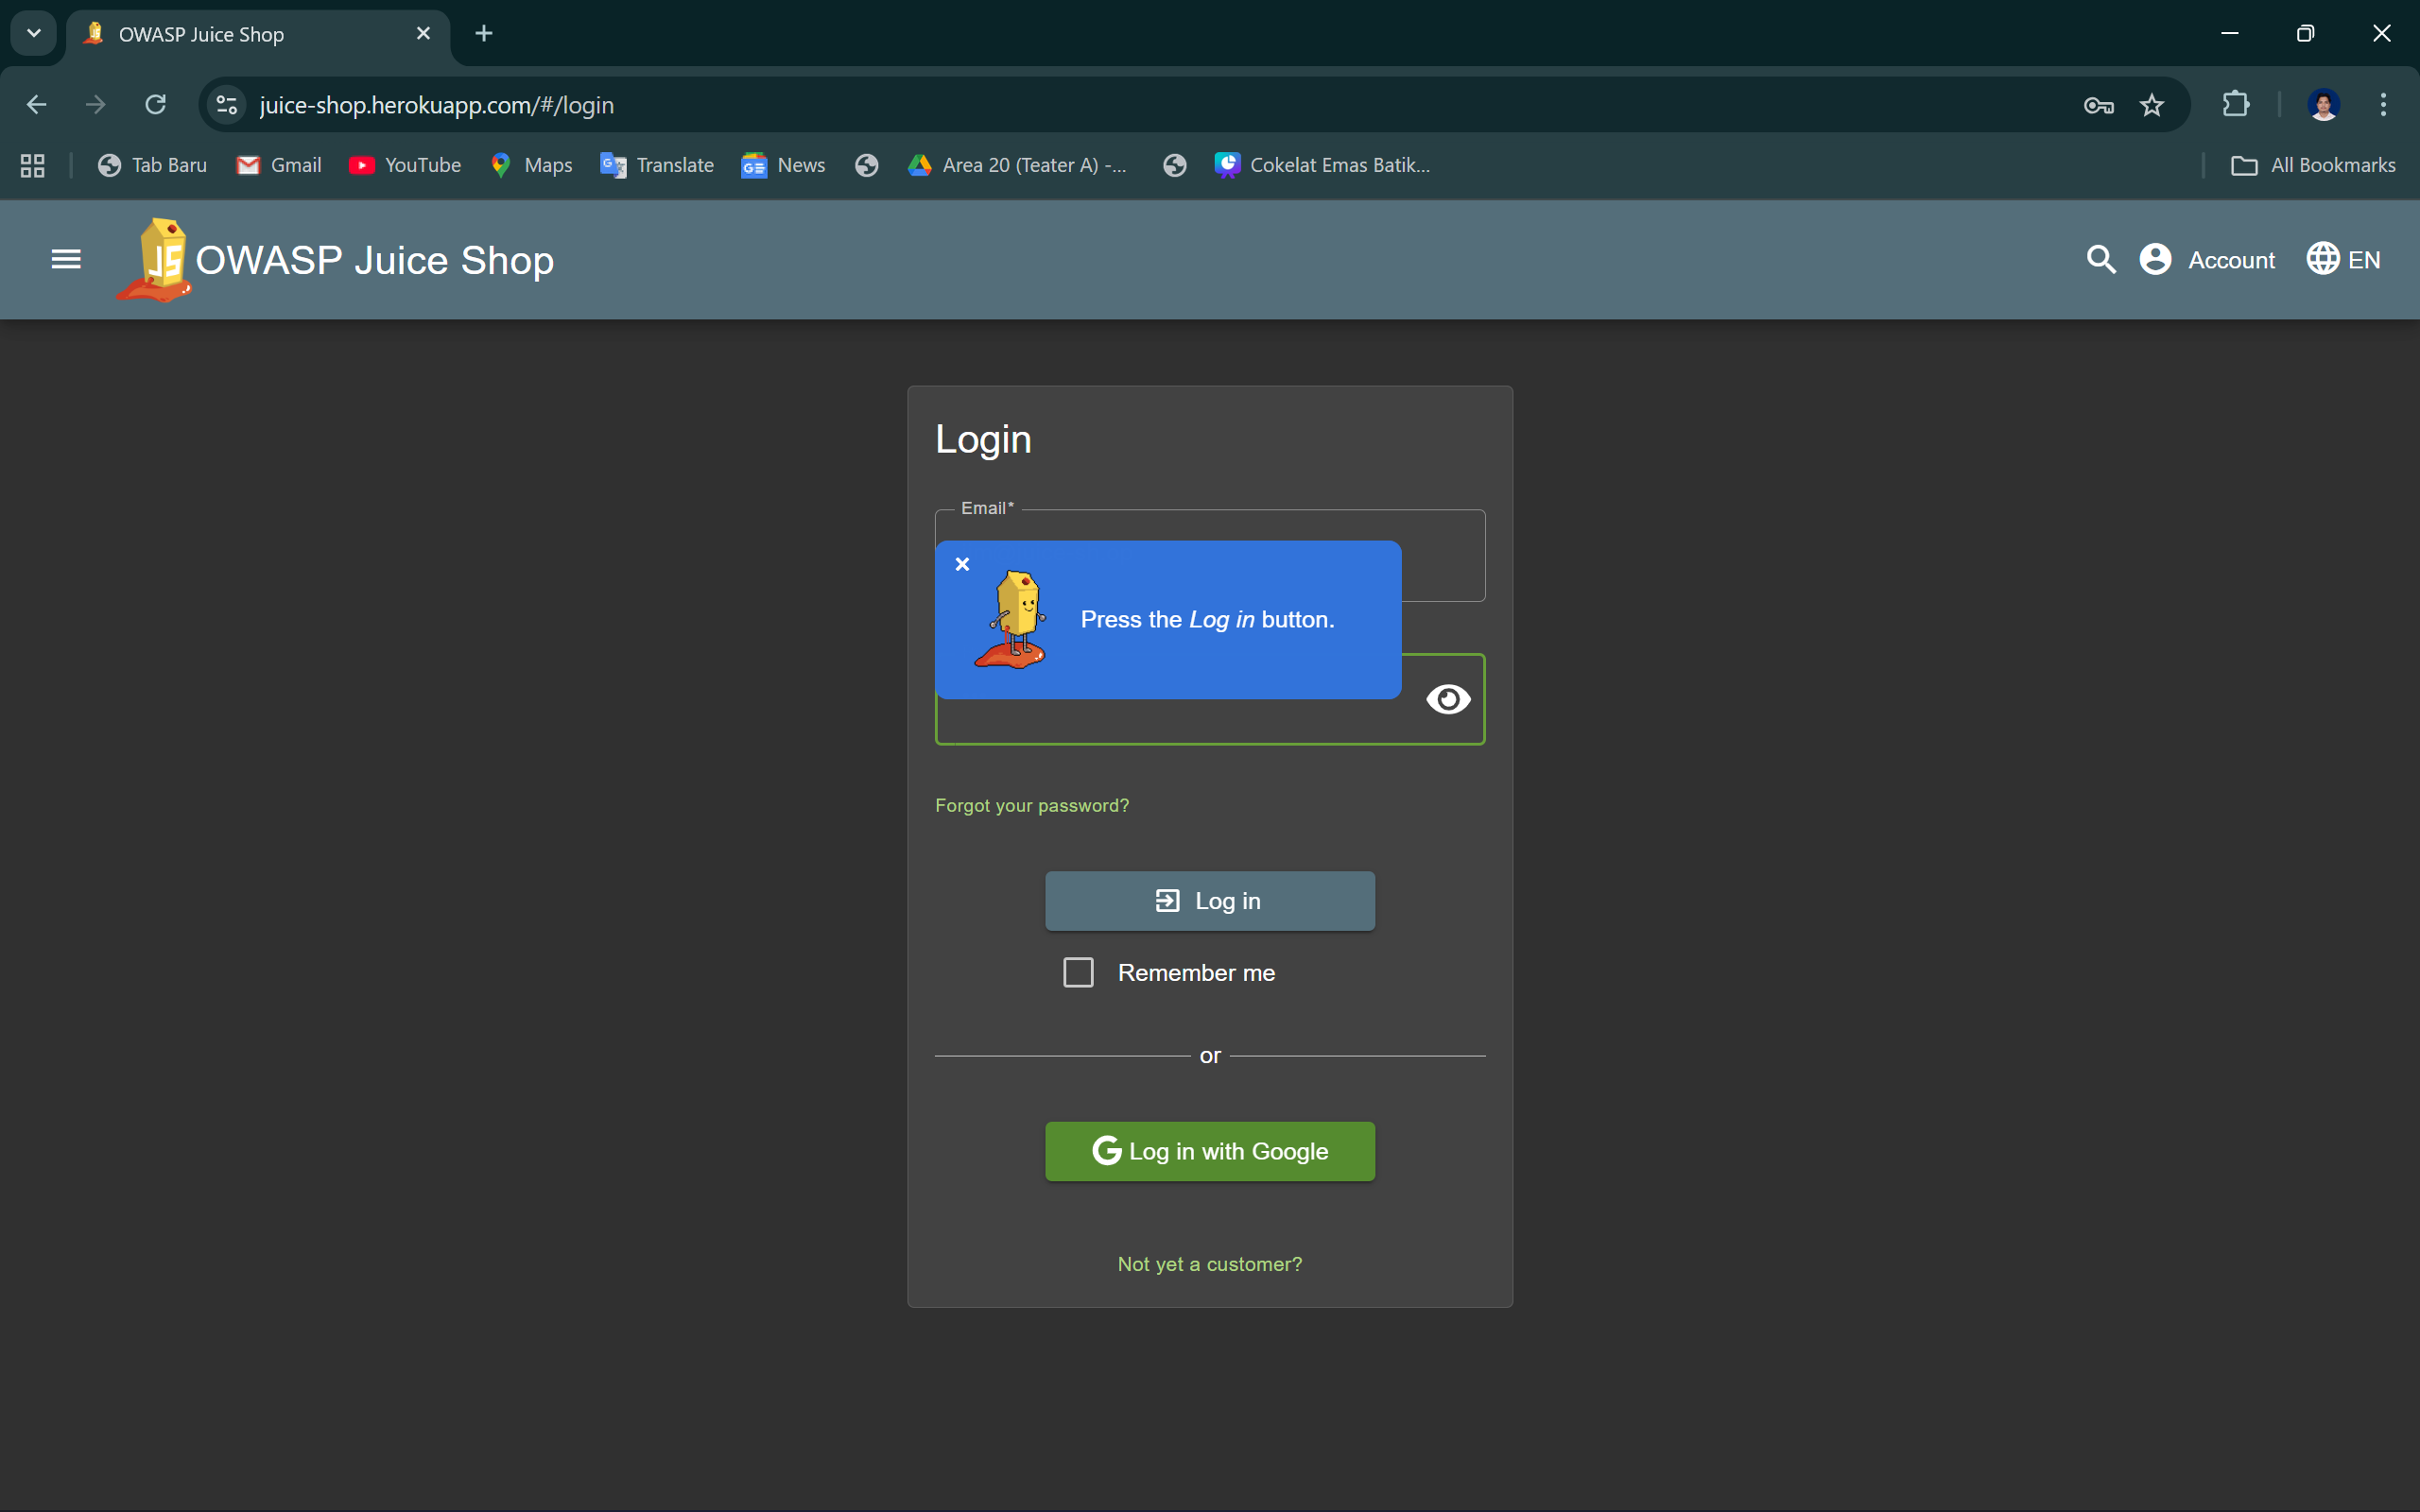 OWASP Juice Shop
juice-shop.herokuapp.com/#/login
Tab Baru Gmail YouTube Maps Translate News Area 20 (Teater A) -... Cokelat Emas Batik... All Bookmarks
JS OWASP Juice Shop Account EN
Login
Email*
Press the Log in button.
Forgot your password?
Log in
Remember me
or
G Log in with Google
Not yet a customer?